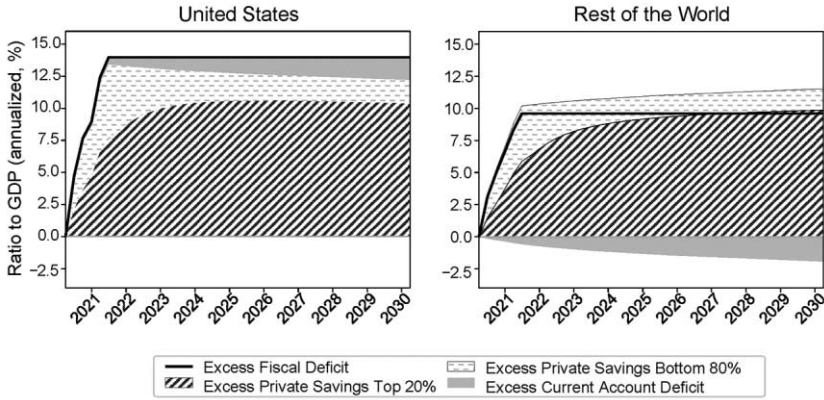 United States
Rest of the World
Ratio to GDP (annualized, %)
15.0
12.5
10.0
7.5
5.0
2.5
0.0
−2.5
2021 2022 2023 2024 2025 2026 2027 2028 2029 2030
15.0
12.5
10.0
7.5
5.0
2.5
0.0
−2.5
2021 2022 2023 2024 2025 2026 2027 2028 2029 2030
Excess Fiscal Deficit
Excess Private Savings Top 20%
Excess Private Savings Bottom 80%
Excess Current Account Deficit